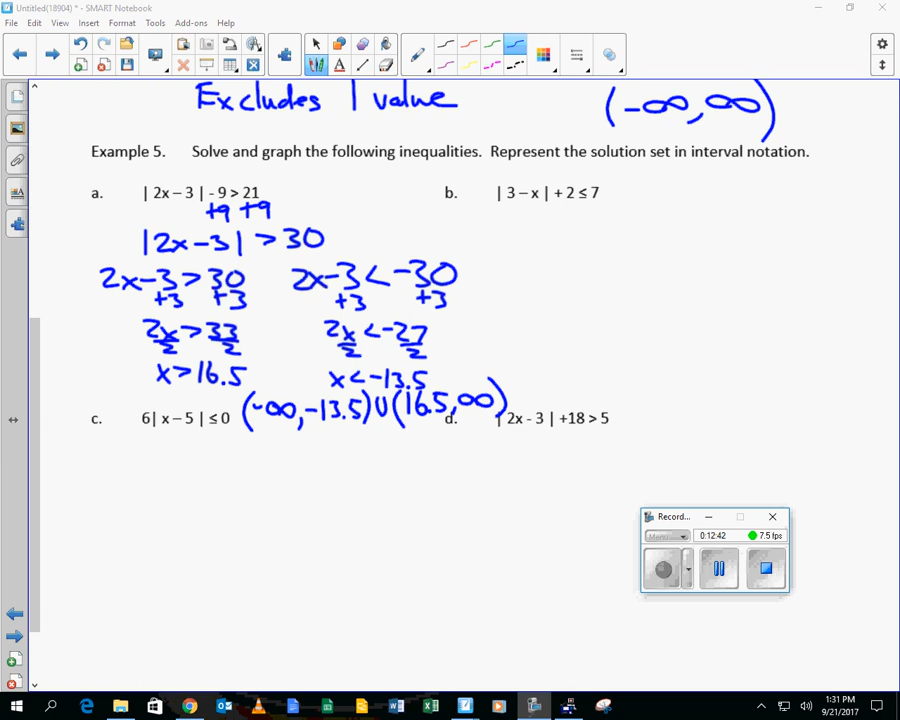 Untitled(18904) * - SMART Notebook
File Edit View Insert Format Tools Add-ons Help
Excludes 1 value (-∞,∞)
Example 5. Solve and graph the following inequalities. Represent the solution set in interval notation.
a. | 2x – 3 | - 9 > 21 b. | 3 – x | + 2 ≤ 7
+9 +9
|2x-3| > 30
2x-3 > 30 2x-3 < -30
+3 +3 +3 +3
2x > 33 2x < -27
2 2 2 2
x > 16.5 x < -13.5
(-∞, -13.5) U (16.5, ∞)
c. 6| x – 5 | ≤ 0 d. | 2x - 3 | +18 > 5
Record...
Menu 0:12:42 7.5 fps
1:31 PM
9/21/2017